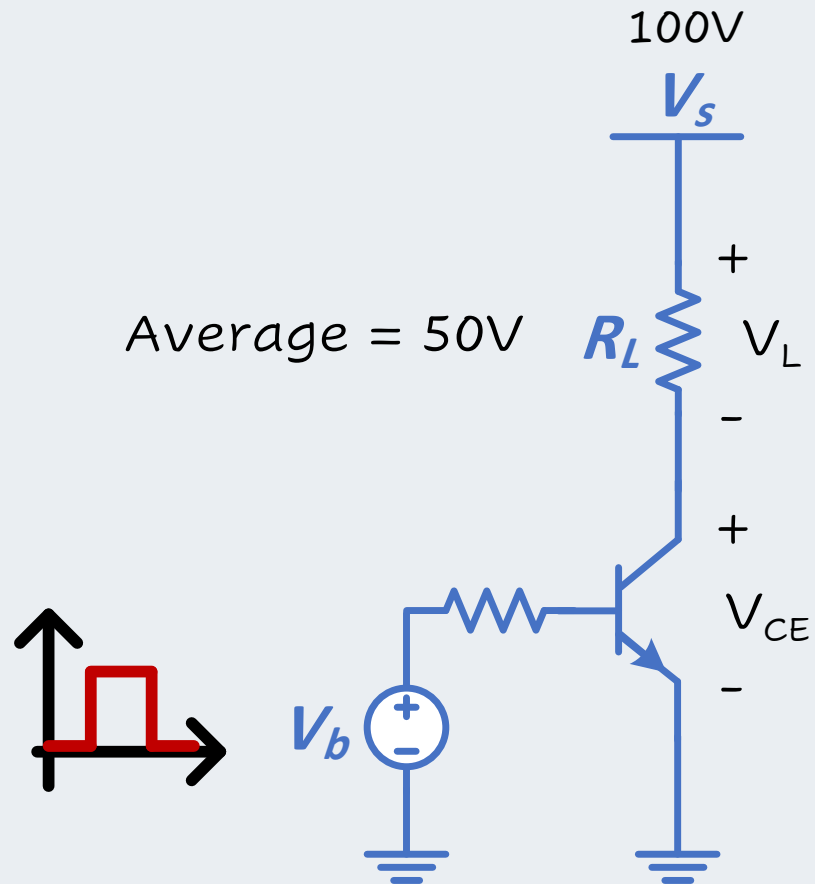 100V
Vs
+
Average = 50V
RL
VL
-
+
VCE
-
Vb
+
-